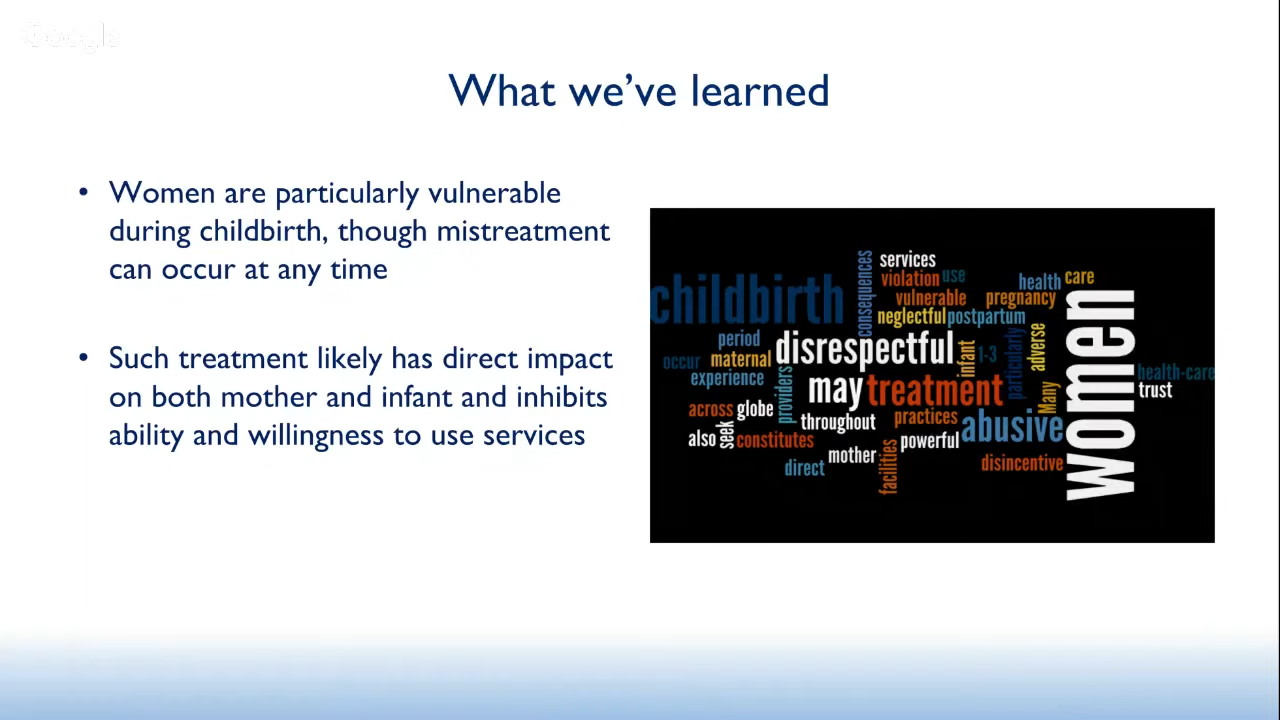 Google
What we've learned
• Women are particularly vulnerable
during childbirth, though mistreatment
can occur at any time
• Such treatment likely has direct impact
on both mother and infant and inhibits
ability and willingness to use services
childbirth
consequences
services
violation use
vulnerable
neglectful postpartum
health care
pregnancy
period
occur maternal
experience
disrespectful
infant
1-3
particularly
adverse
women
health-care
trust
providers
may treatment
Many
across globe
throughout
practices
abusive
also seek constitutes
powerful
mother
facilities
direct
disincentive